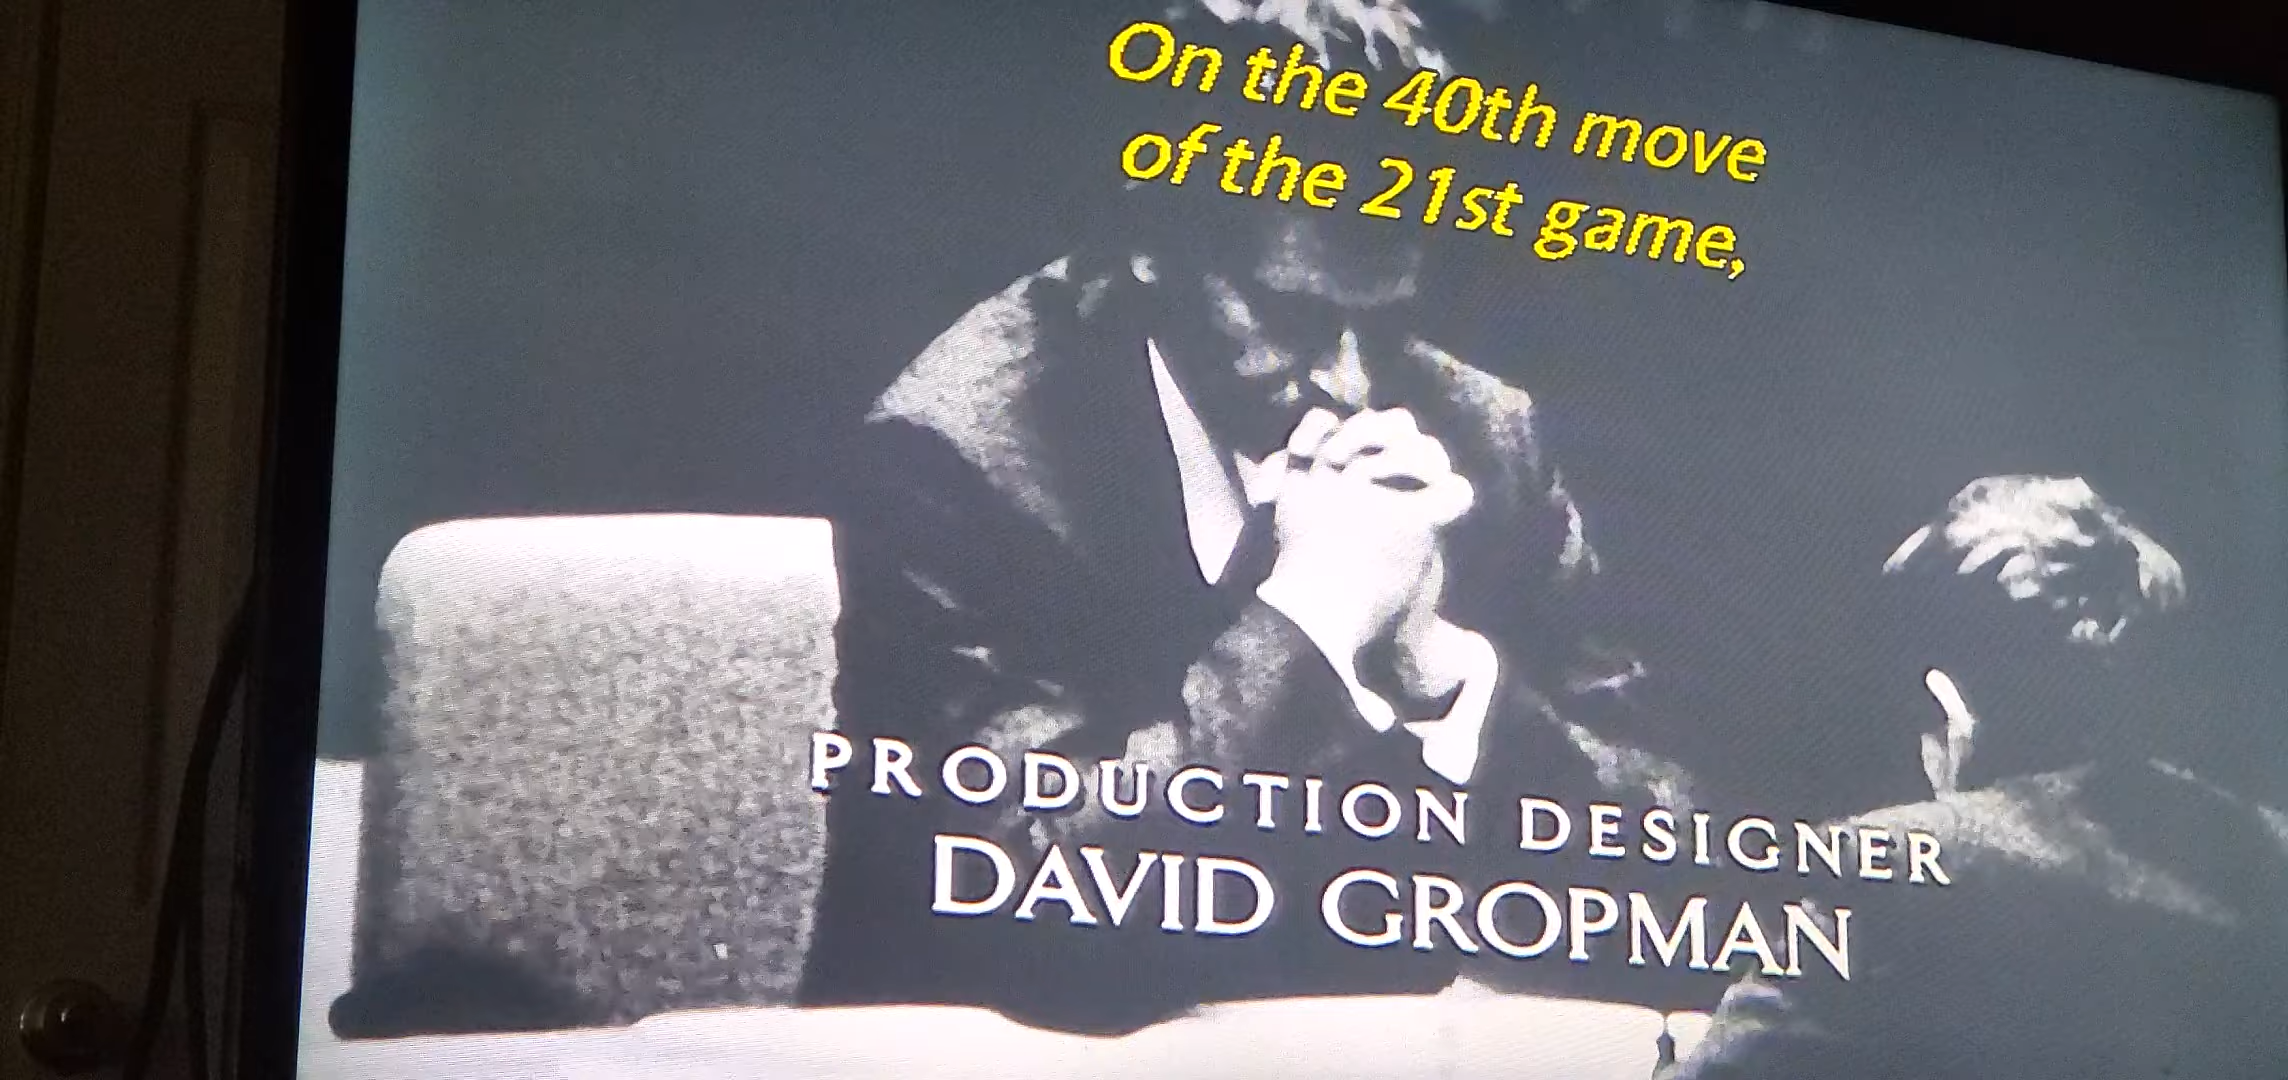 On the 40th move
of the 21st game,
PRODUCTION DESIGNER
DAVID GROPMAN